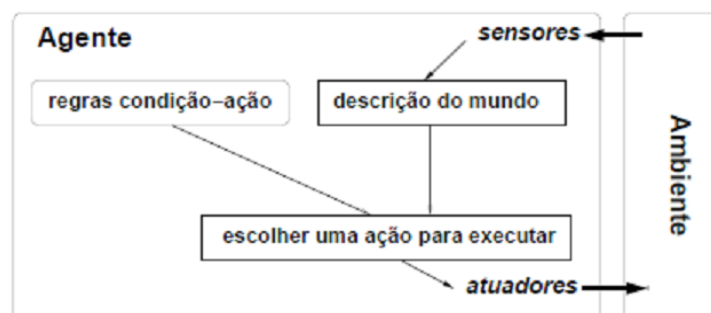 Agente
sensores
regras condição–ação
descrição do mundo
Ambiente
escolher uma ação para executar
atuadores